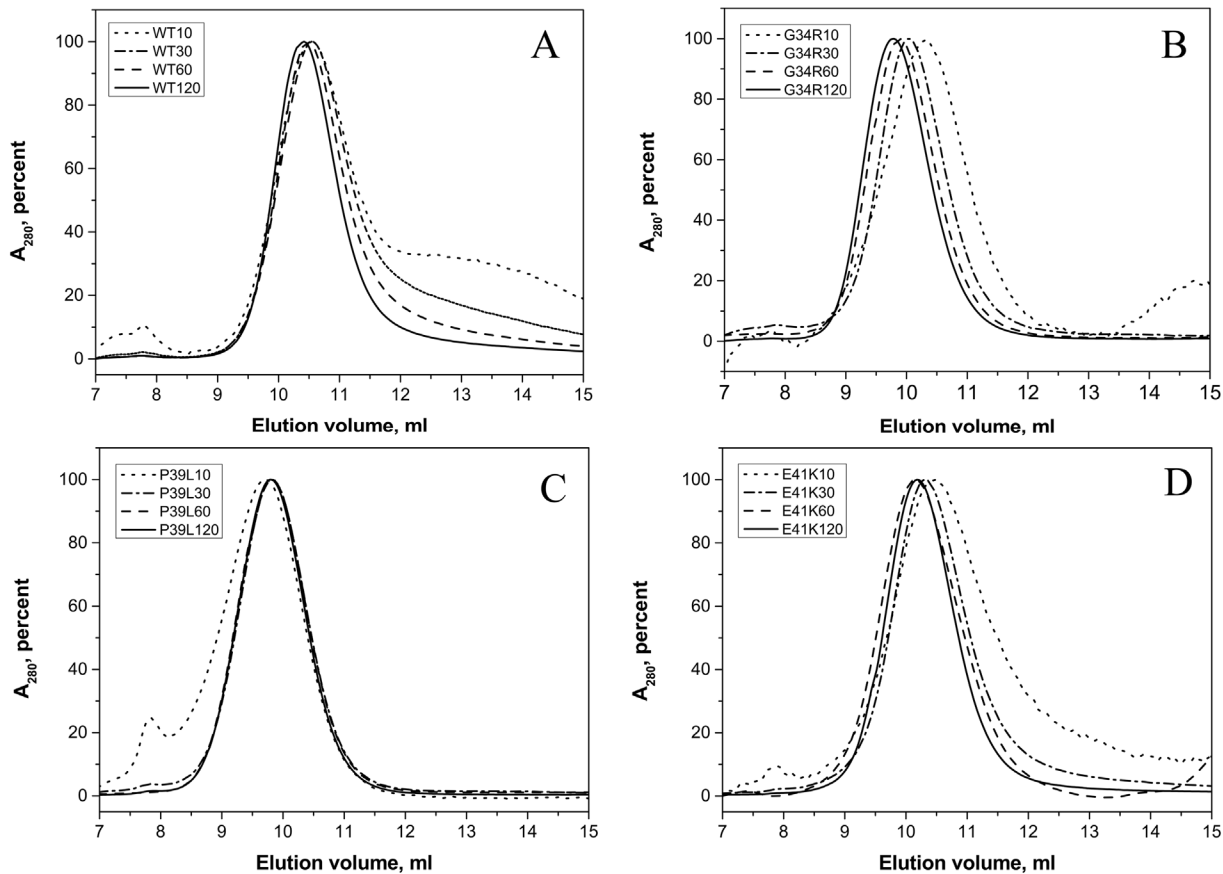 A
WT10
WT30
WT60
WT120
A280, percent
100
80
60
40
20
0
7 8 9 10 11 12 13 14 15
Elution volume, ml
B
G34R10
G34R30
G34R60
G34R120
A280, percent
100
80
60
40
20
0
7 8 9 10 11 12 13 14 15
Elution volume, ml
C
P39L10
P39L30
P39L60
P39L120
A280, percent
100
80
60
40
20
0
7 8 9 10 11 12 13 14 15
Elution volume, ml
D
E41K10
E41K30
E41K60
E41K120
A280, percent
100
80
60
40
20
0
7 8 9 10 11 12 13 14 15
Elution volume, ml